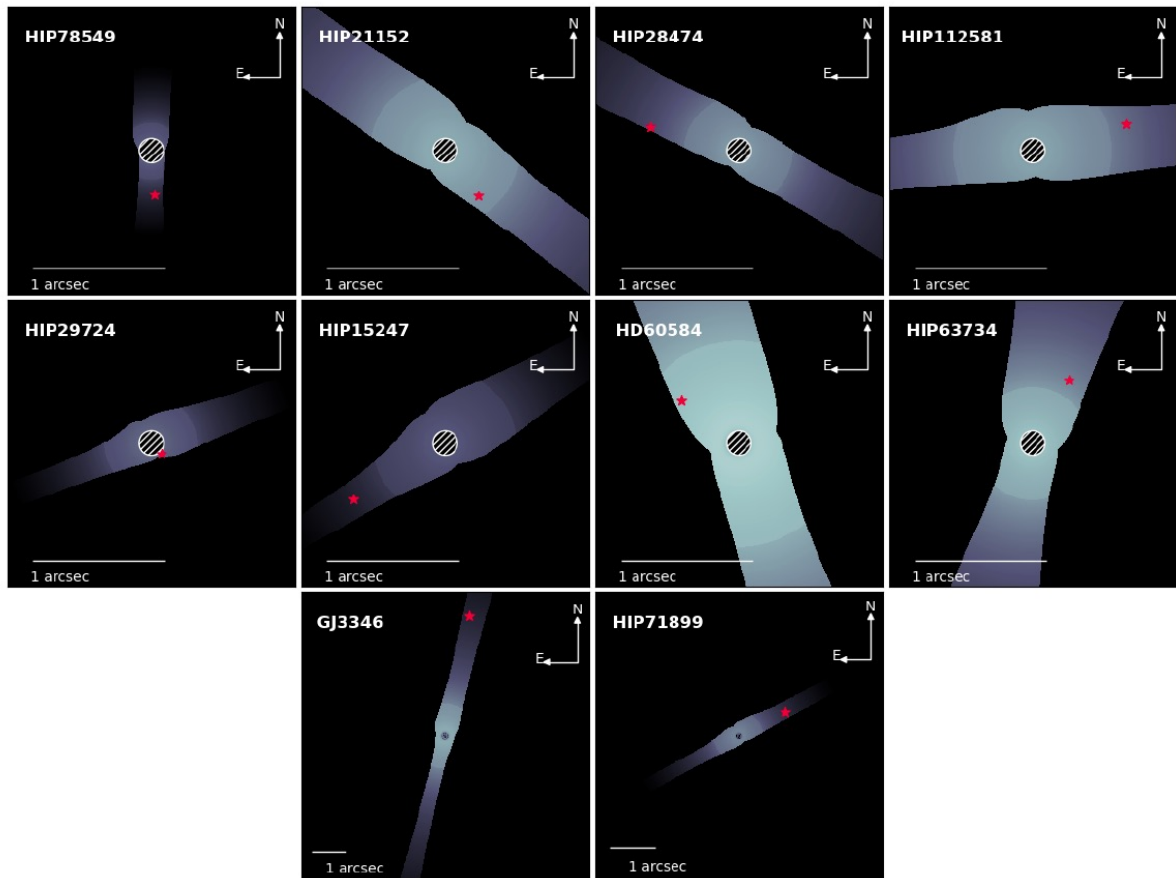 HIP78549
N
E
1 arcsec
HIP21152
N
E
1 arcsec
HIP28474
N
E
1 arcsec
HIP112581
N
E
1 arcsec
HIP29724
N
E
1 arcsec
HIP15247
N
E
1 arcsec
HD60584
N
E
1 arcsec
HIP63734
N
E
1 arcsec
GJ3346
N
E
1 arcsec
HIP71899
N
E
1 arcsec